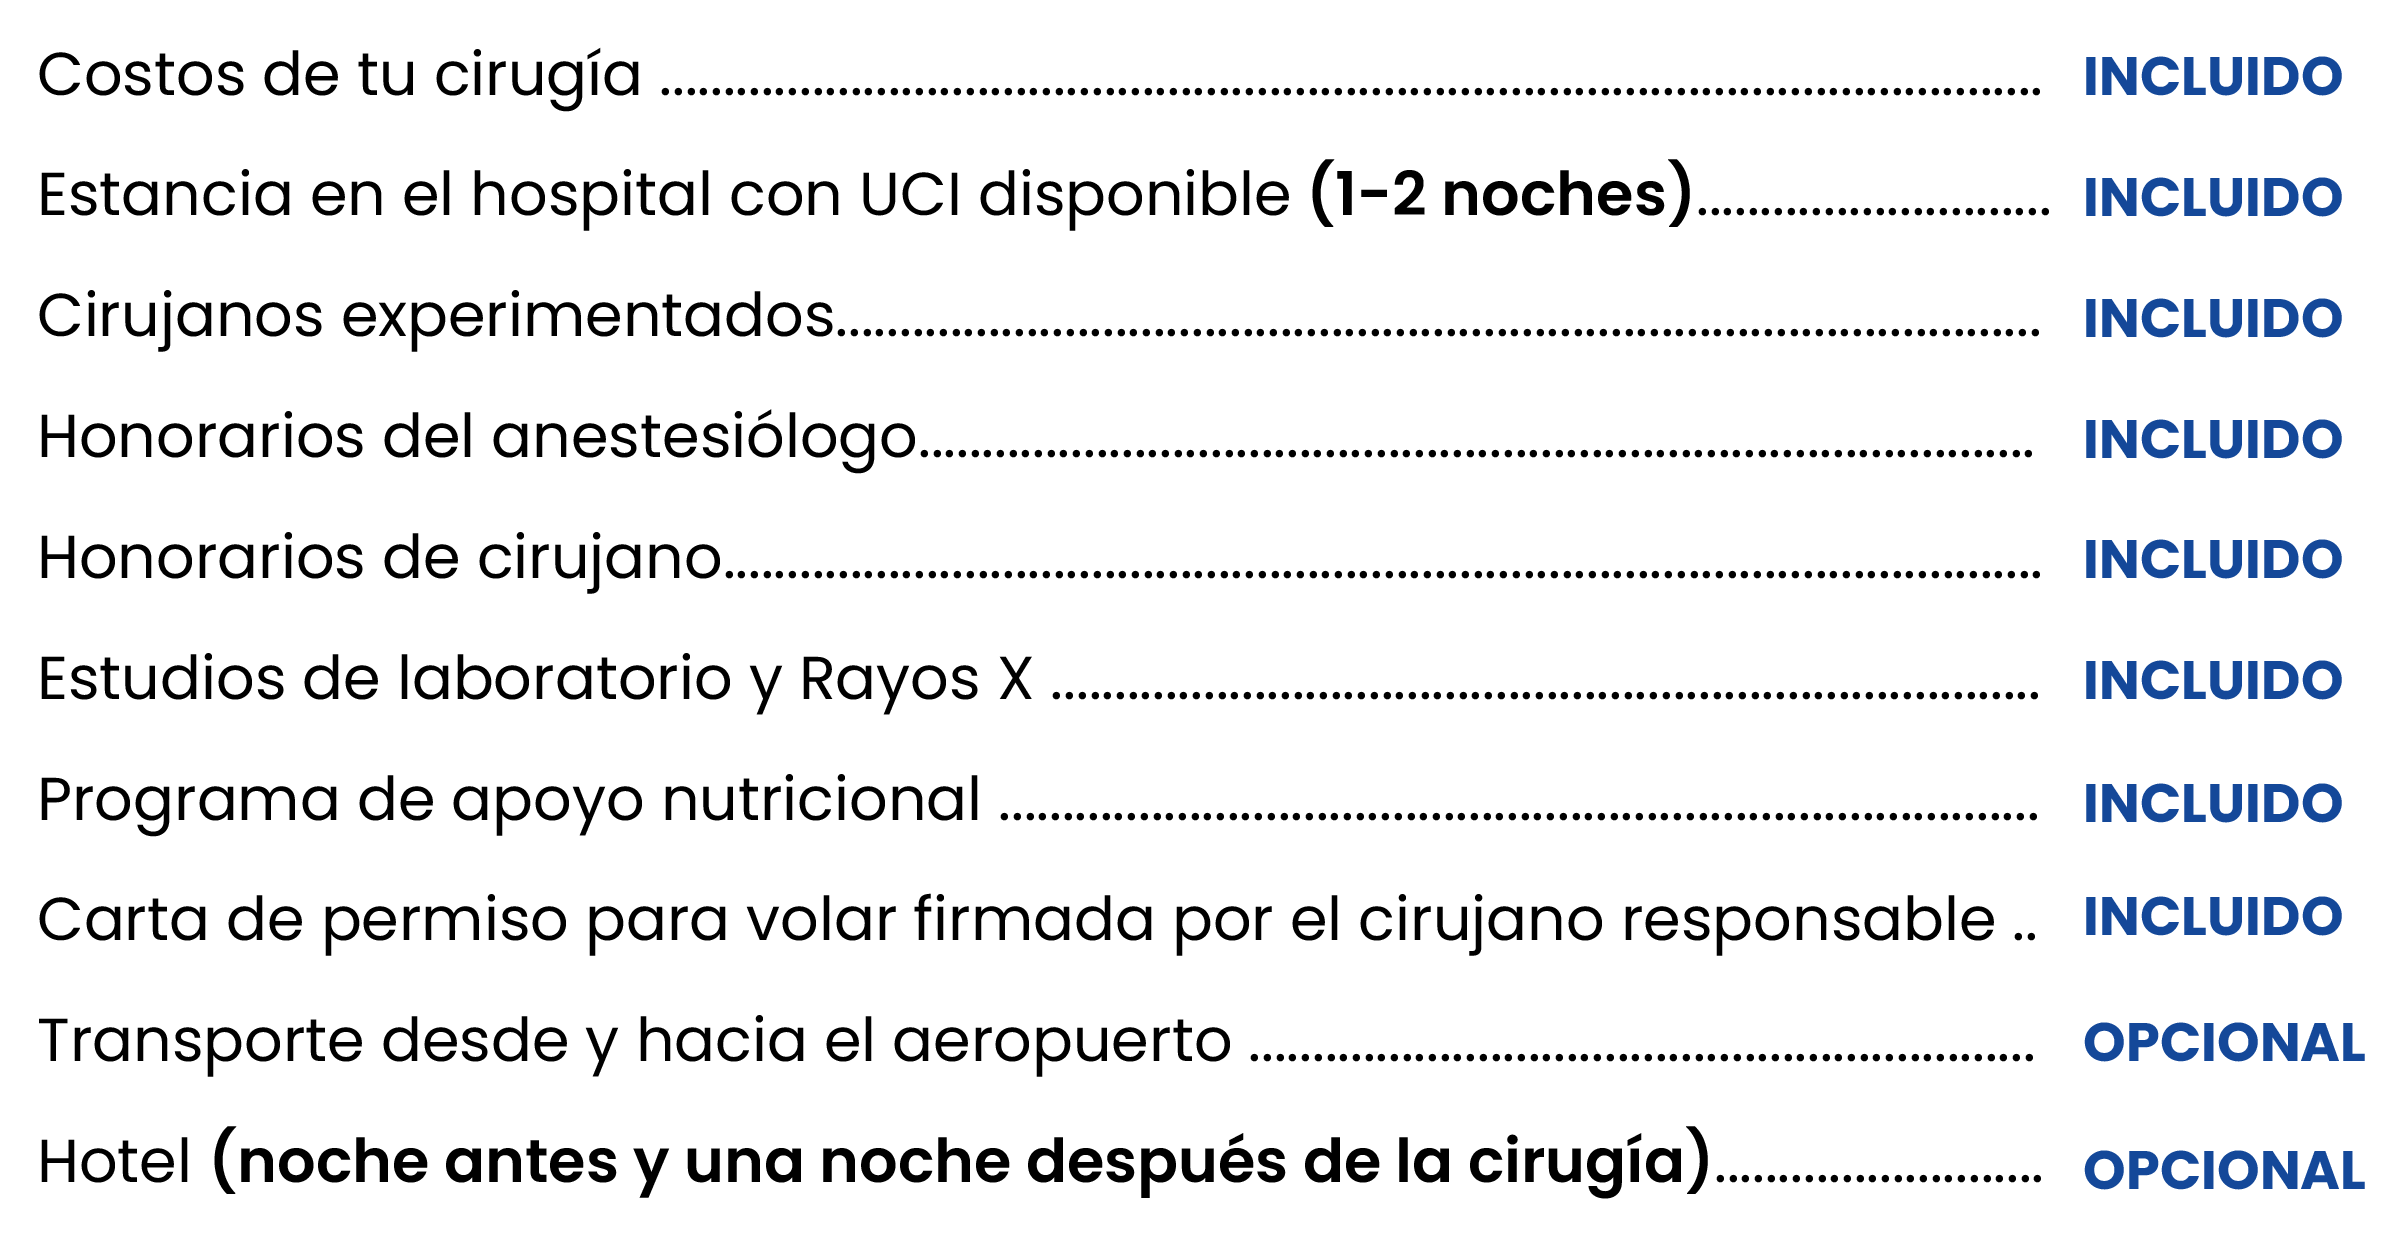 Costos de tu cirugía ........................................................................................................ INCLUIDO
Estancia en el hospital con UCI disponible (1-2 noches)............................ INCLUIDO
Cirujanos experimentados............................................................................................... INCLUIDO
Honorarios del anestesiólogo........................................................................................ INCLUIDO
Honorarios de cirujano........................................................................................................ INCLUIDO
Estudios de laboratorio y Rayos X .............................................................................. INCLUIDO
Programa de apoyo nutricional .................................................................................. INCLUIDO
Carta de permiso para volar firmada por el cirujano responsable .. INCLUIDO
Transporte desde y hacia el aeropuerto .............................................................. OPCIONAL
Hotel (noche antes y una noche después de la cirugía).......................... OPCIONAL